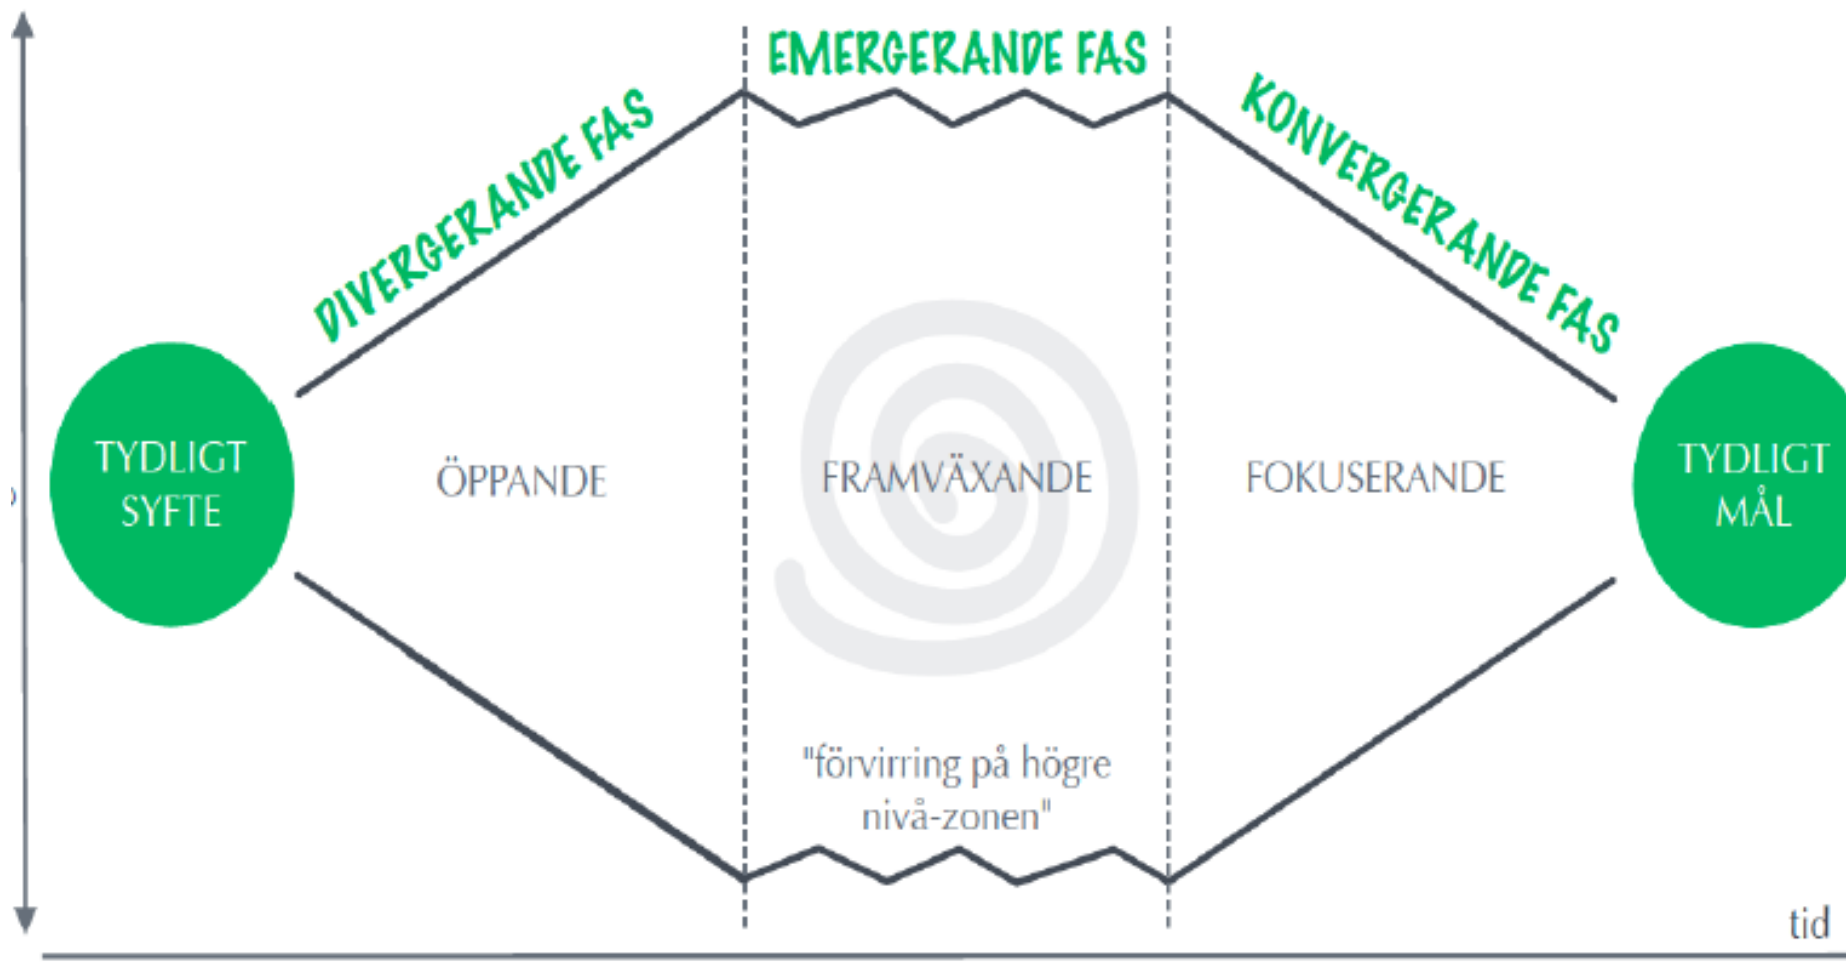 EMERGERANDE FAS
DIVERGERANDE FAS
KONVERGERANDE FAS
TYDLIGT
SYFTE
ÖPPANDE
FRAMVÄXANDE
FOKUSERANDE
TYDLIGT
MÅL
"förvirring på högre
nivå-zonen"
tid